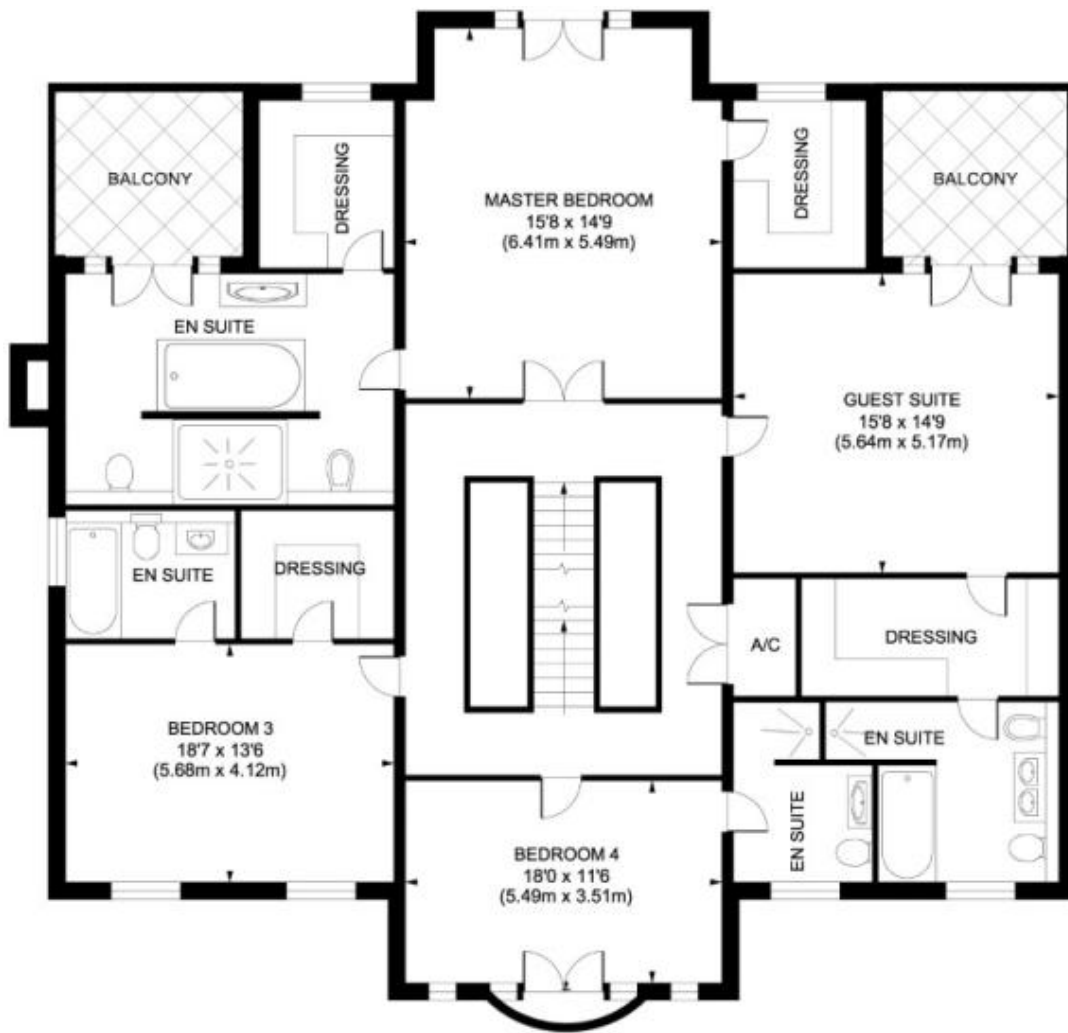 BALCONY
DRESSING
MASTER BEDROOM
15'8 x 14'9
(6.41m x 5.49m)
DRESSING
BALCONY
EN SUITE
GUEST SUITE
15'8 x 14'9
(5.64m x 5.17m)
EN SUITE
DRESSING
A/C
DRESSING
BEDROOM 3
18'7 x 13'6
(5.68m x 4.12m)
EN SUITE
EN SUITE
BEDROOM 4
18'0 x 11'6
(5.49m x 3.51m)